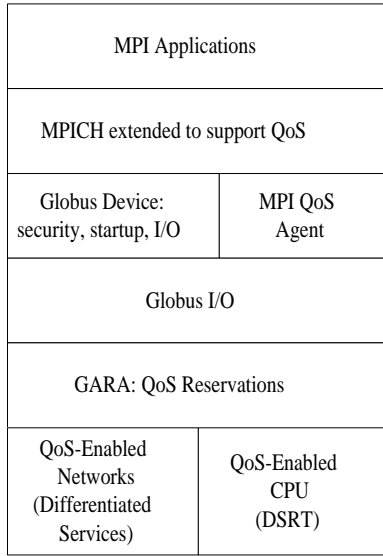 MPI Applications
MPICH extended to support QoS
Globus Device:
security, startup, I/O
MPI QoS
Agent
Globus I/O
GARA: QoS Reservations
QoS-Enabled
Networks
(Differentiated
Services)
QoS-Enabled
CPU
(DSRT)